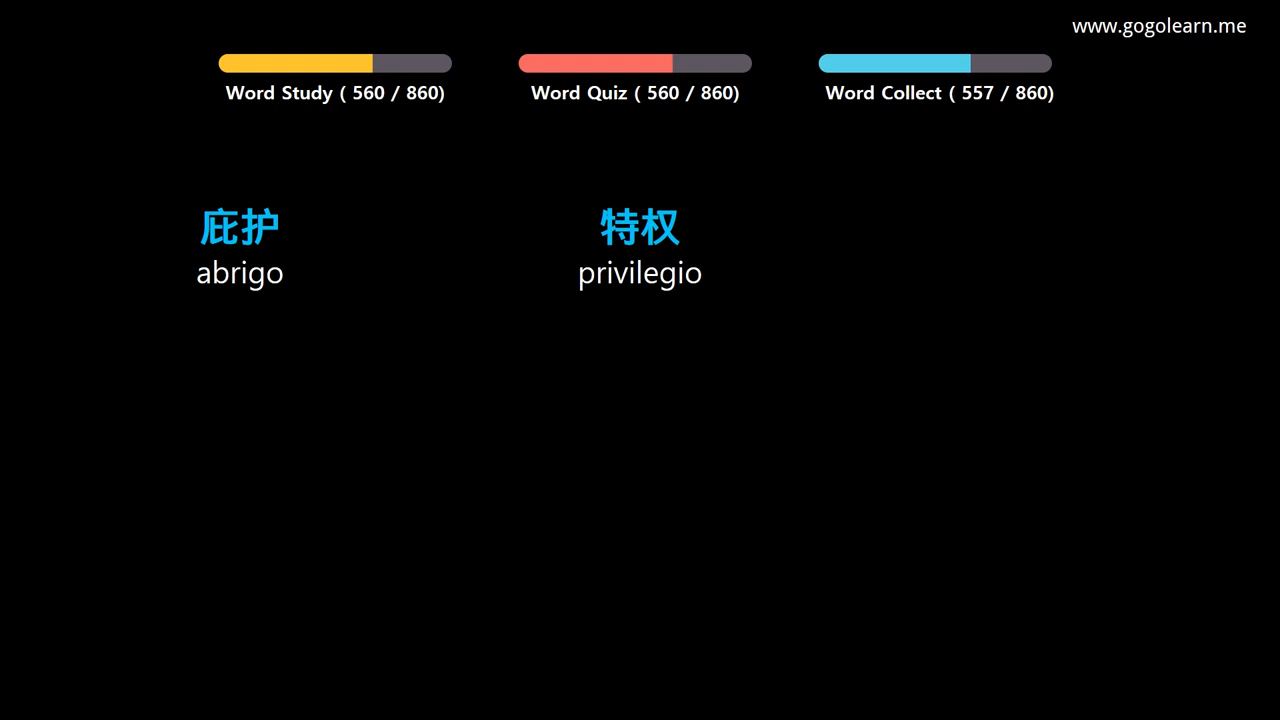 www.gogolearn.me
Word Study ( 560 / 860)
Word Quiz ( 560 / 860)
Word Collect ( 557 / 860)
庇护
abrigo
特权
privilegio